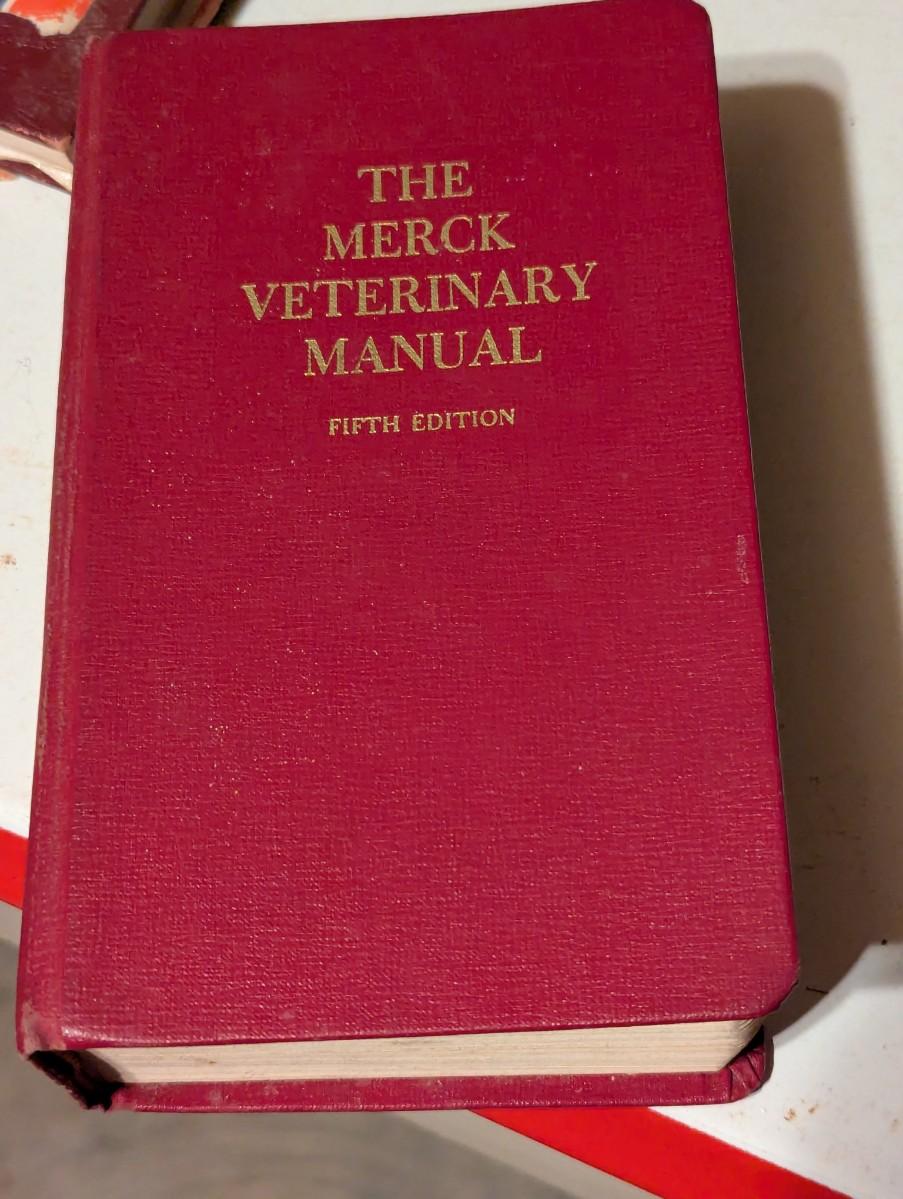 THE
MERCK
VETERINARY
MANUAL
FIFTH EDITION